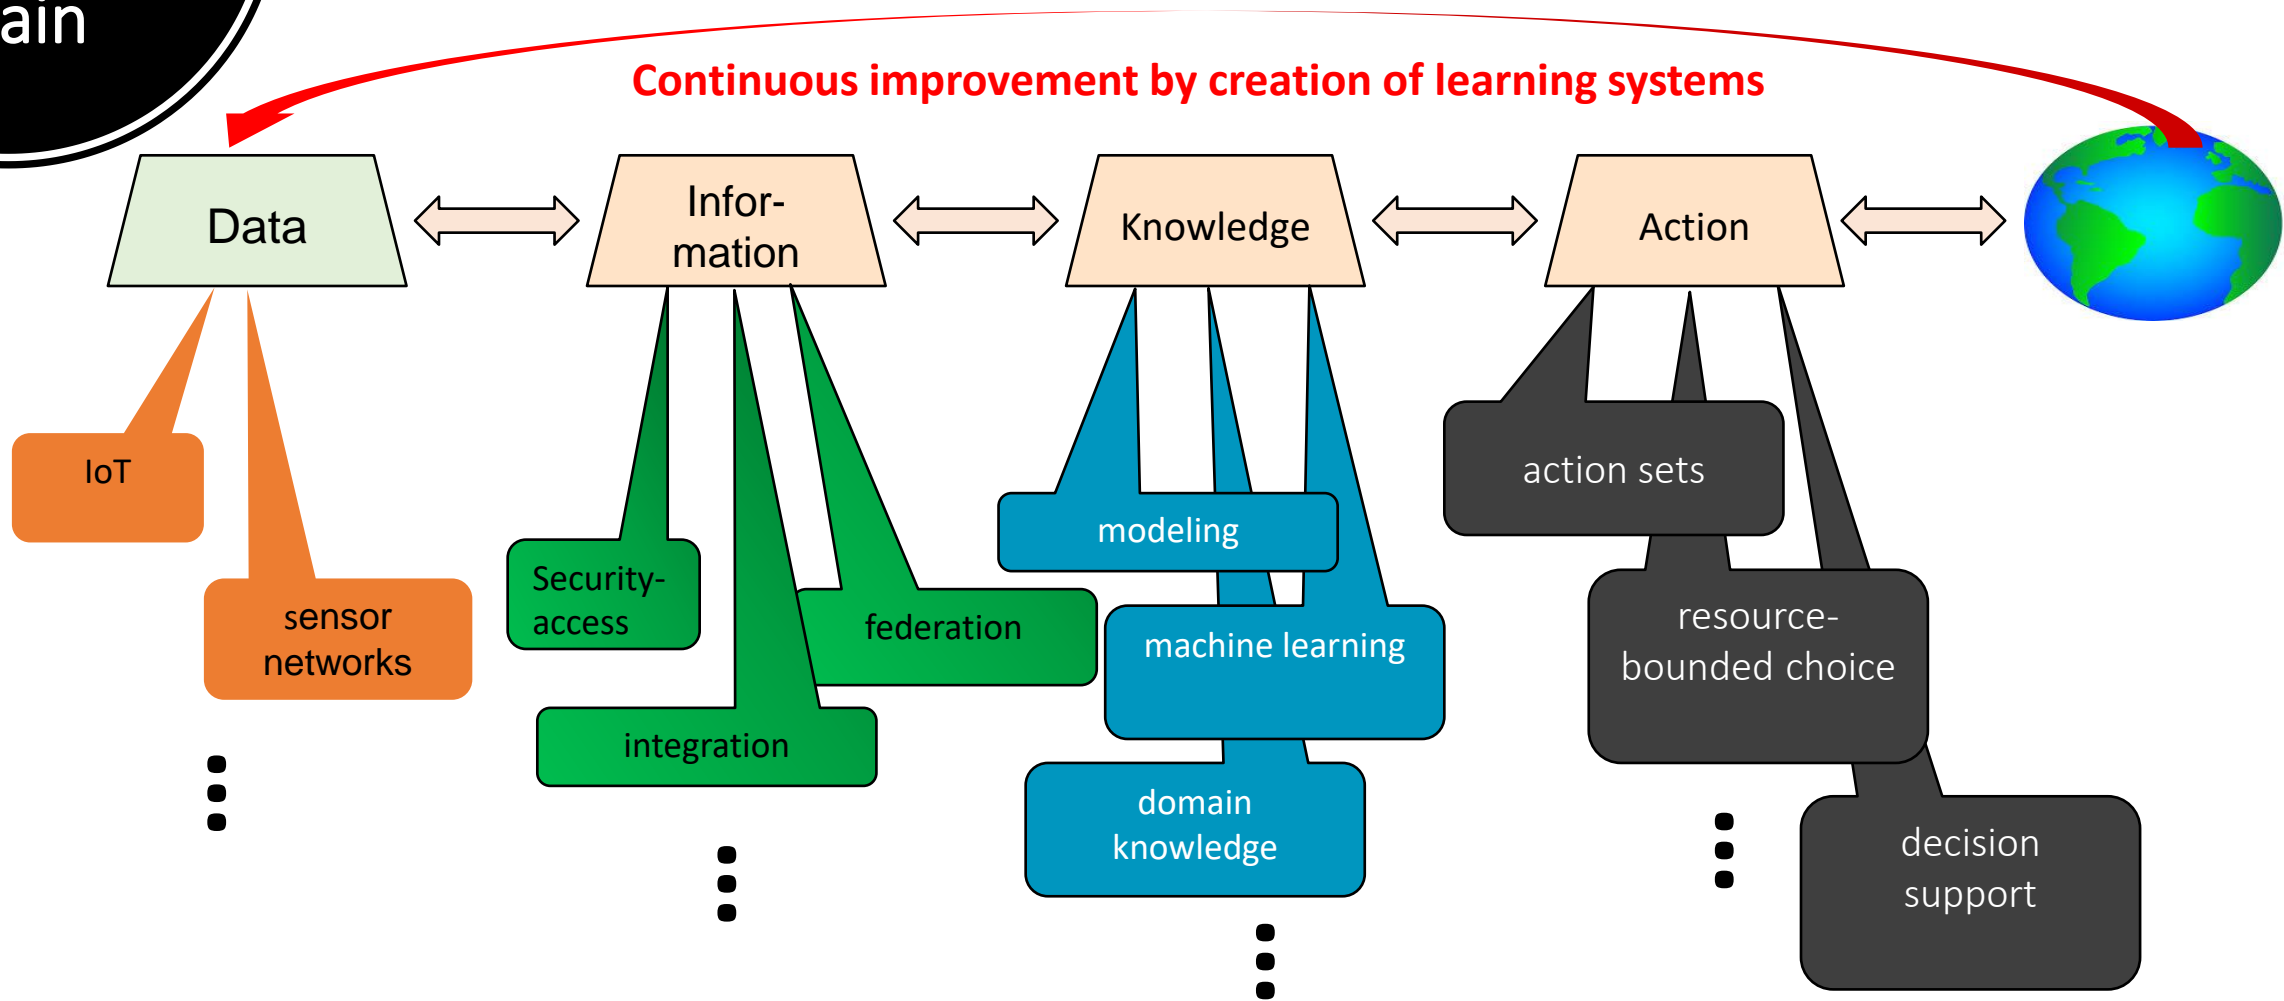 ain
Continuous improvement by creation of learning systems
Data
Infor-
mation
Knowledge
Action
IoT
sensor
networks
Security-
access
federation
integration
modeling
machine learning
domain
knowledge
action sets
resource-
bounded choice
decision
support